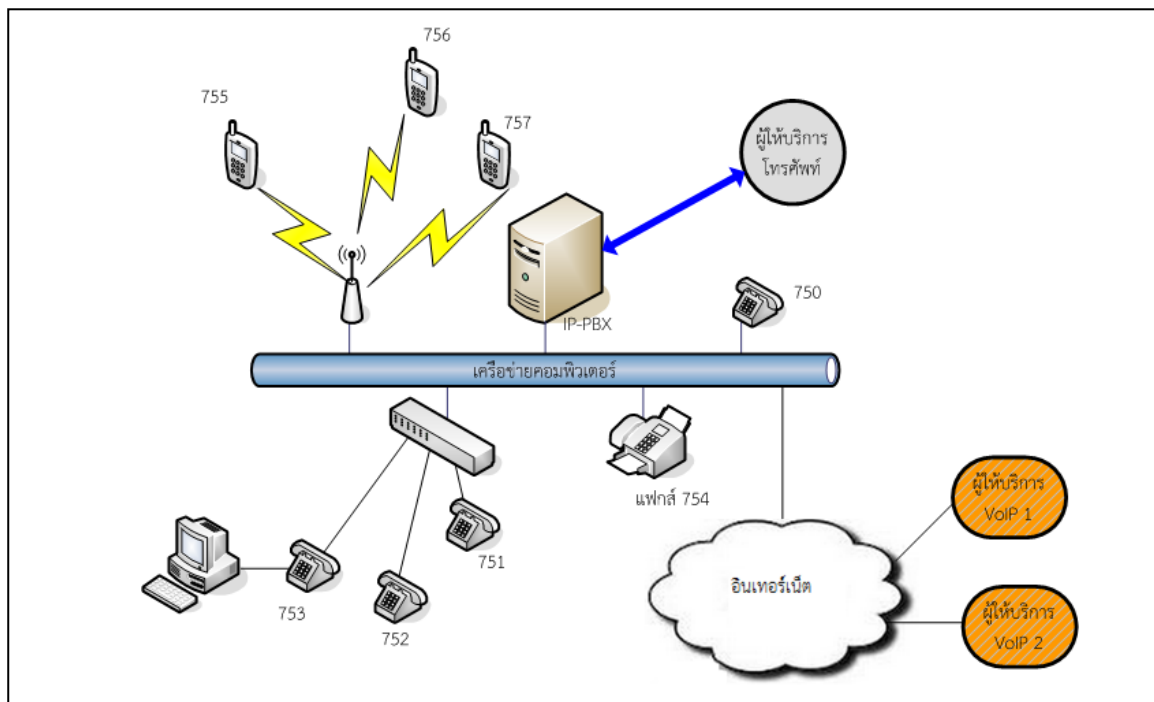 756
755
757
ผู้ให้บริการ
โทรศัพท์
750
IP-PBX
เครือข่ายคอมพิวเตอร์
แฟกส์ 754
751
753
752
ผู้ให้บริการ
VoIP 1
อินเทอร์เน็ต
ผู้ให้บริการ
VoIP 2